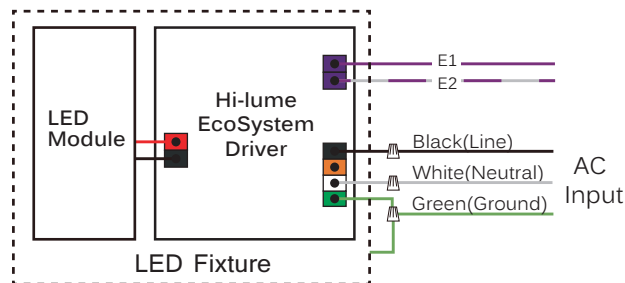 E1
E2
LED
Module
Hi-lume
EcoSystem
Driver
Black(Line)
White(Neutral)
Green(Ground)
AC
Input
LED Fixture